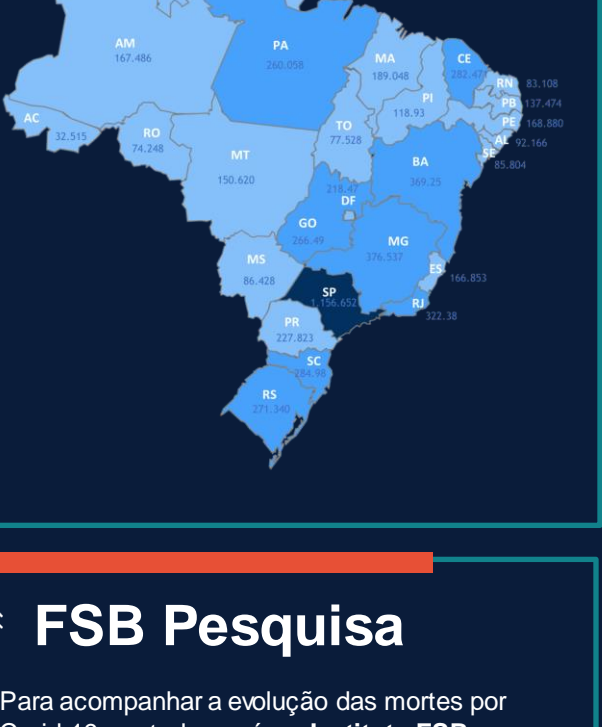 AM
167.486
PA
260.058
MA
189.048
CE
282.471
RN 83.108
PB 137.474
PE 168.880
AL 92.166
SE 85.804
PI
118.93
AC
32.515
RO
74.248
TO
77.528
MT
150.620
BA
369.25
218.47
DF
GO
266.49
MG
376.537
MS
86.428
ES 166.853
SP
1.156.652
RJ
322.38
PR
227.823
SC
284.98
RS
271.340
FSB Pesquisa
Para acompanhar a evolução das mortes por